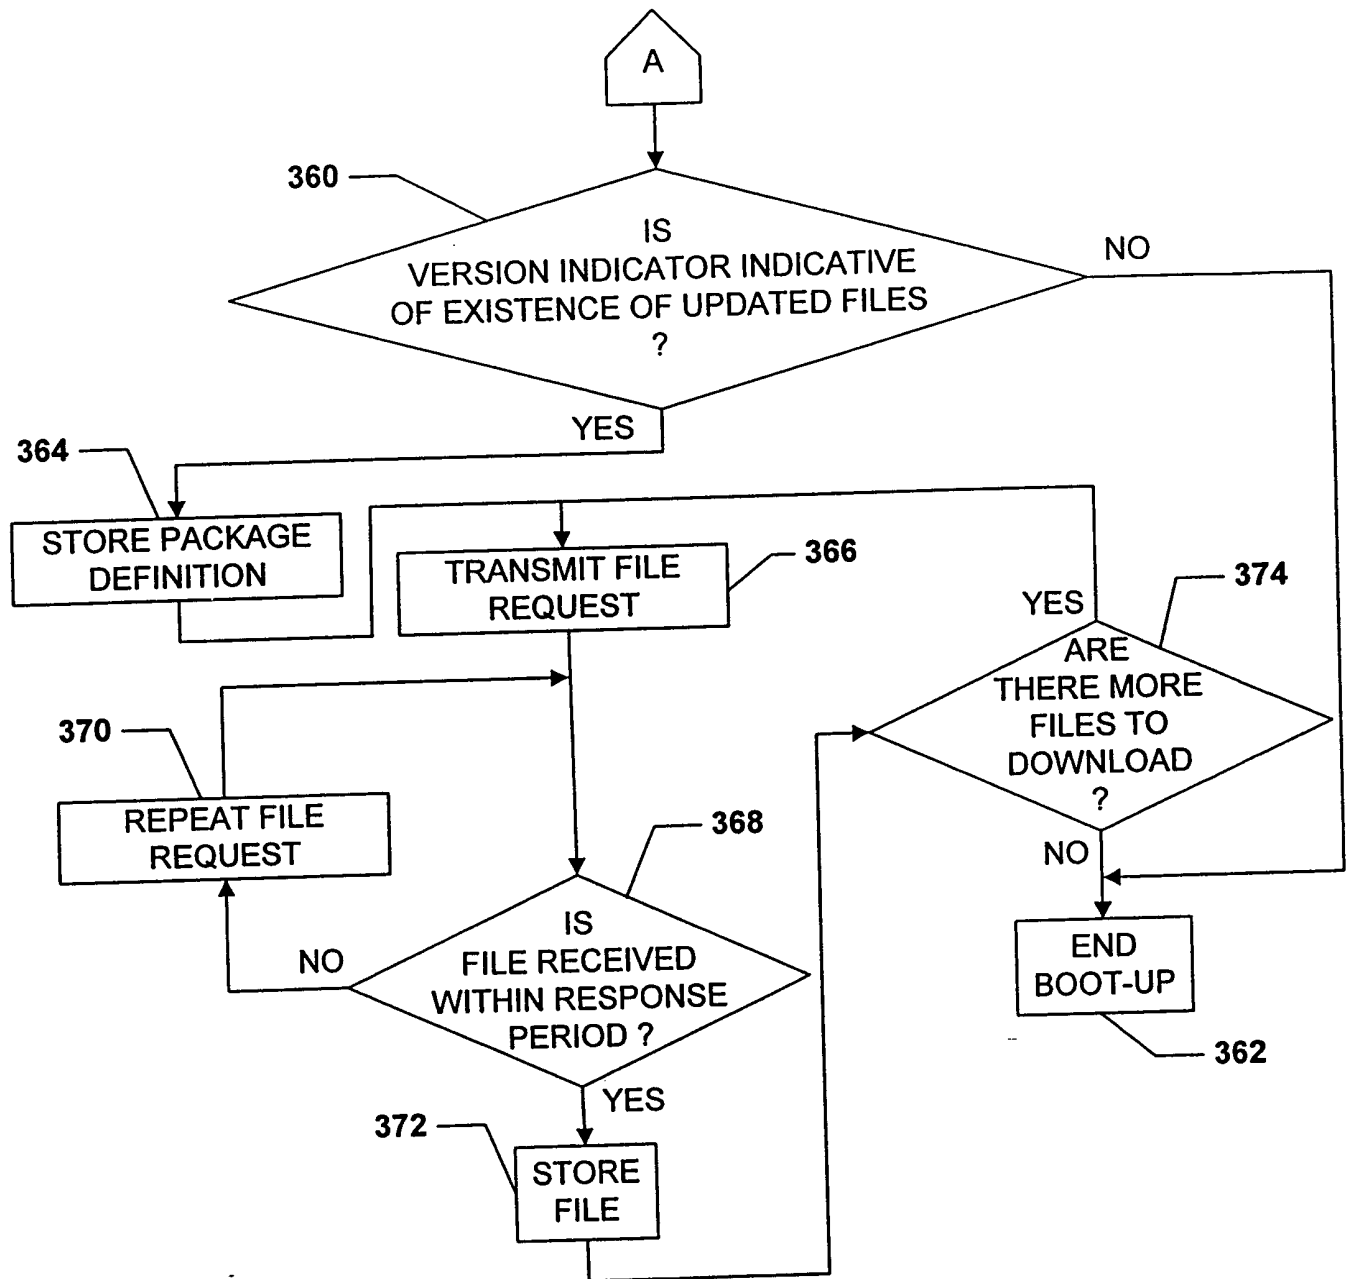 A
360
IS
VERSION INDICATOR INDICATIVE
OF EXISTENCE OF UPDATED FILES
?
NO
YES
364
STORE PACKAGE
DEFINITION
TRANSMIT FILE
REQUEST
366
374
YES
ARE
THERE MORE
FILES TO
DOWNLOAD
?
NO
370
REPEAT FILE
REQUEST
368
IS
FILE RECEIVED
WITHIN RESPONSE
PERIOD ?
NO
YES
END
BOOT-UP
362
372
STORE
FILE